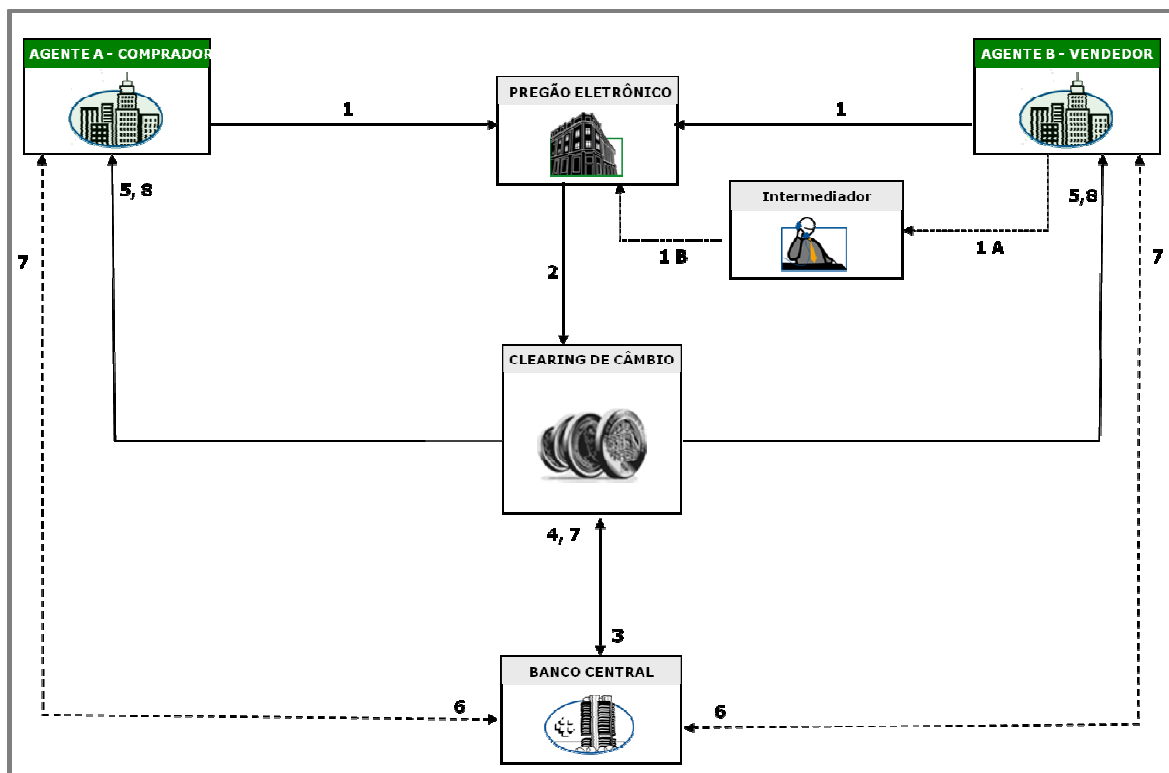 AGENTE A - COMPRADOR
AGENTE B - VENDEDOR
PREGÃO ELETRÔNICO
1
1
5, 8
Intermediador
5,8
7
1 B
1 A
7
2
CLEARING DE CÂMBIO
4, 7
3
BANCO CENTRAL
6
6